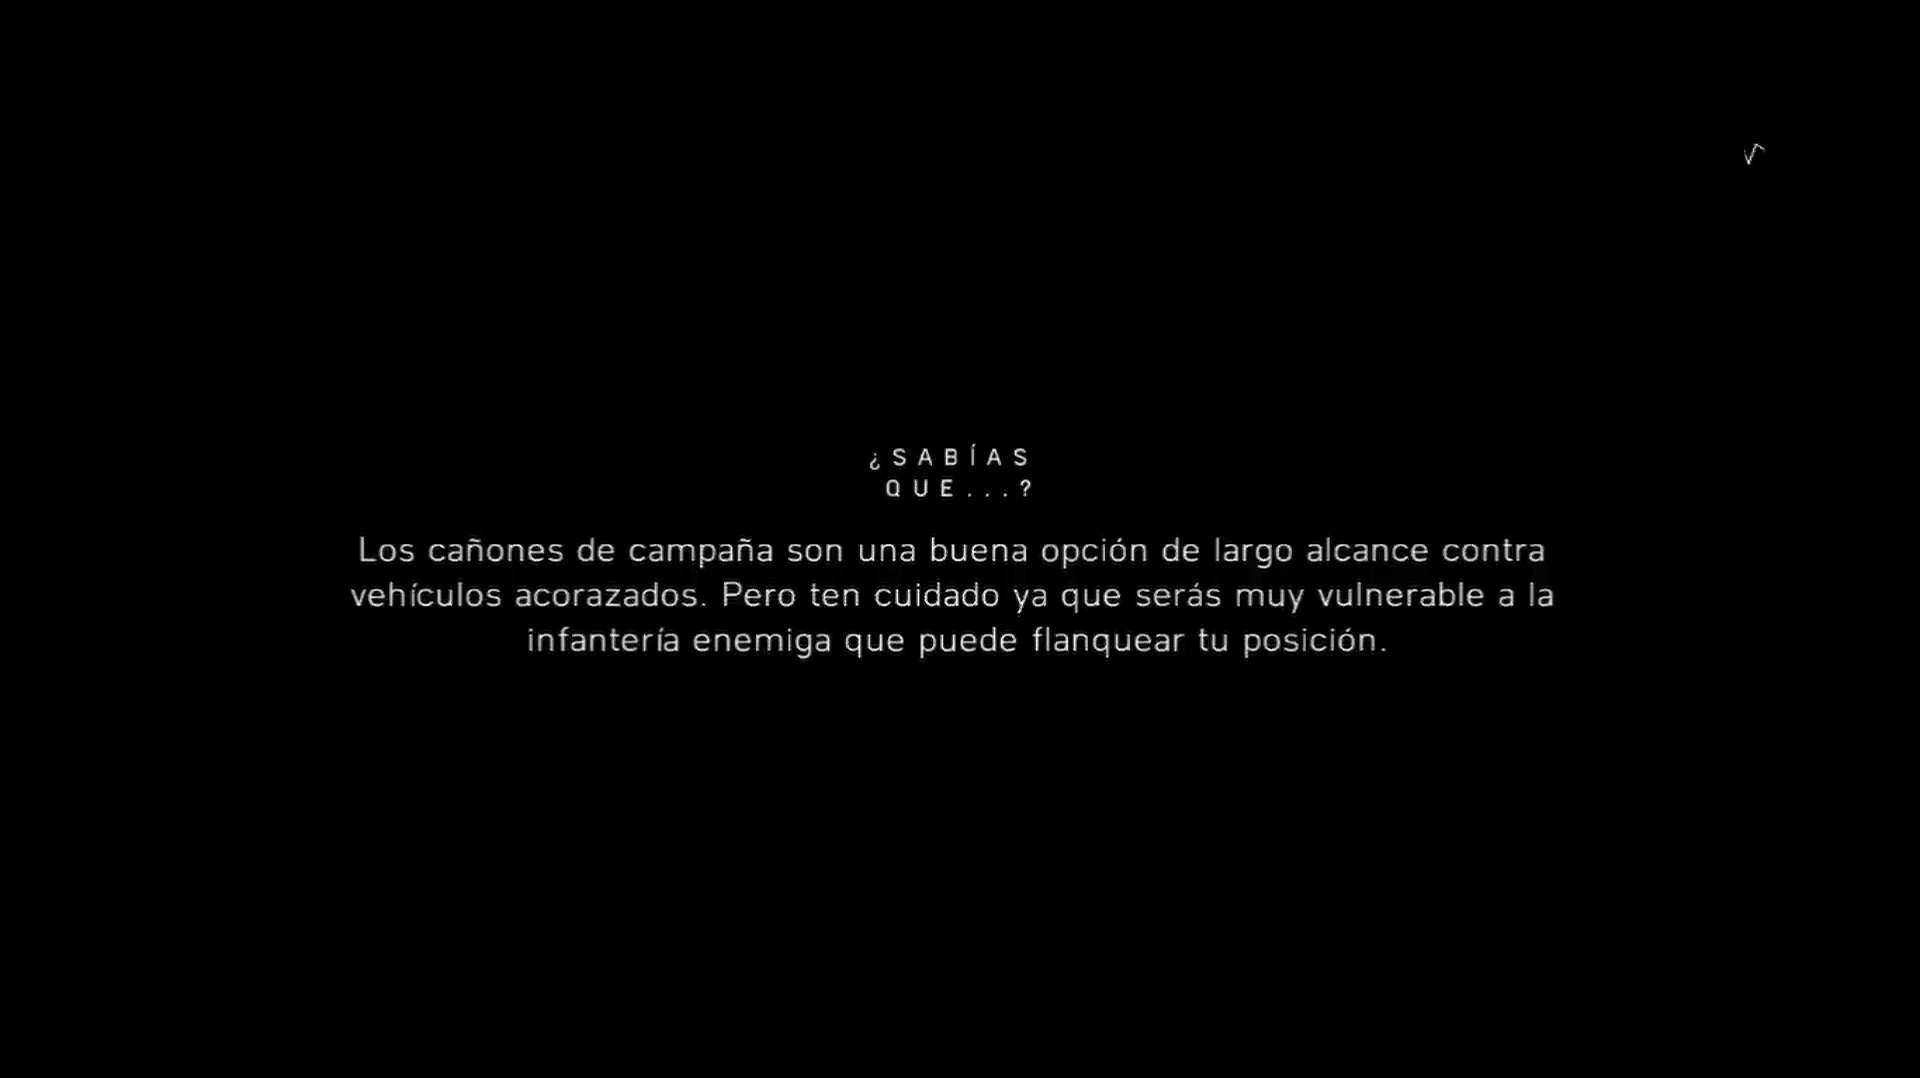 ¿SABÍAS
QUE...?
Los cañones de campaña son una buena opción de largo alcance contra
vehículos acorazados. Pero ten cuidado ya que serás muy vulnerable a la
infantería enemiga que puede flanquear tu posición.